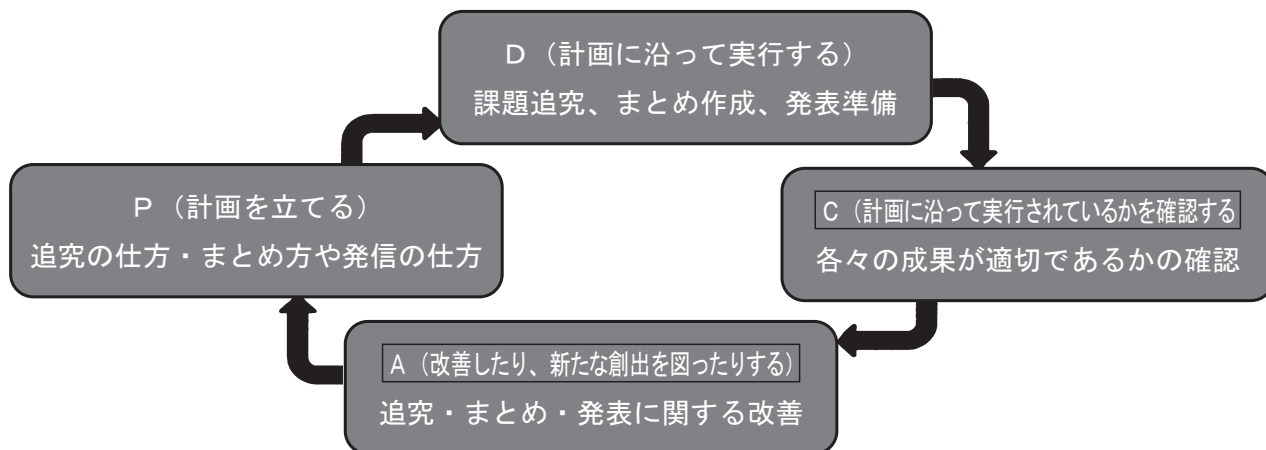 D（計画に沿って実行する）
課題追究、まとめ作成、発表準備
P（計画を立てる）
追究の仕方・まとめ方や発信の仕方
C（計画に沿って実行されているかを確認する
各々の成果が適切であるかの確認
A（改善したり、新たな創出を図ったりする）
追究・まとめ・発表に関する改善